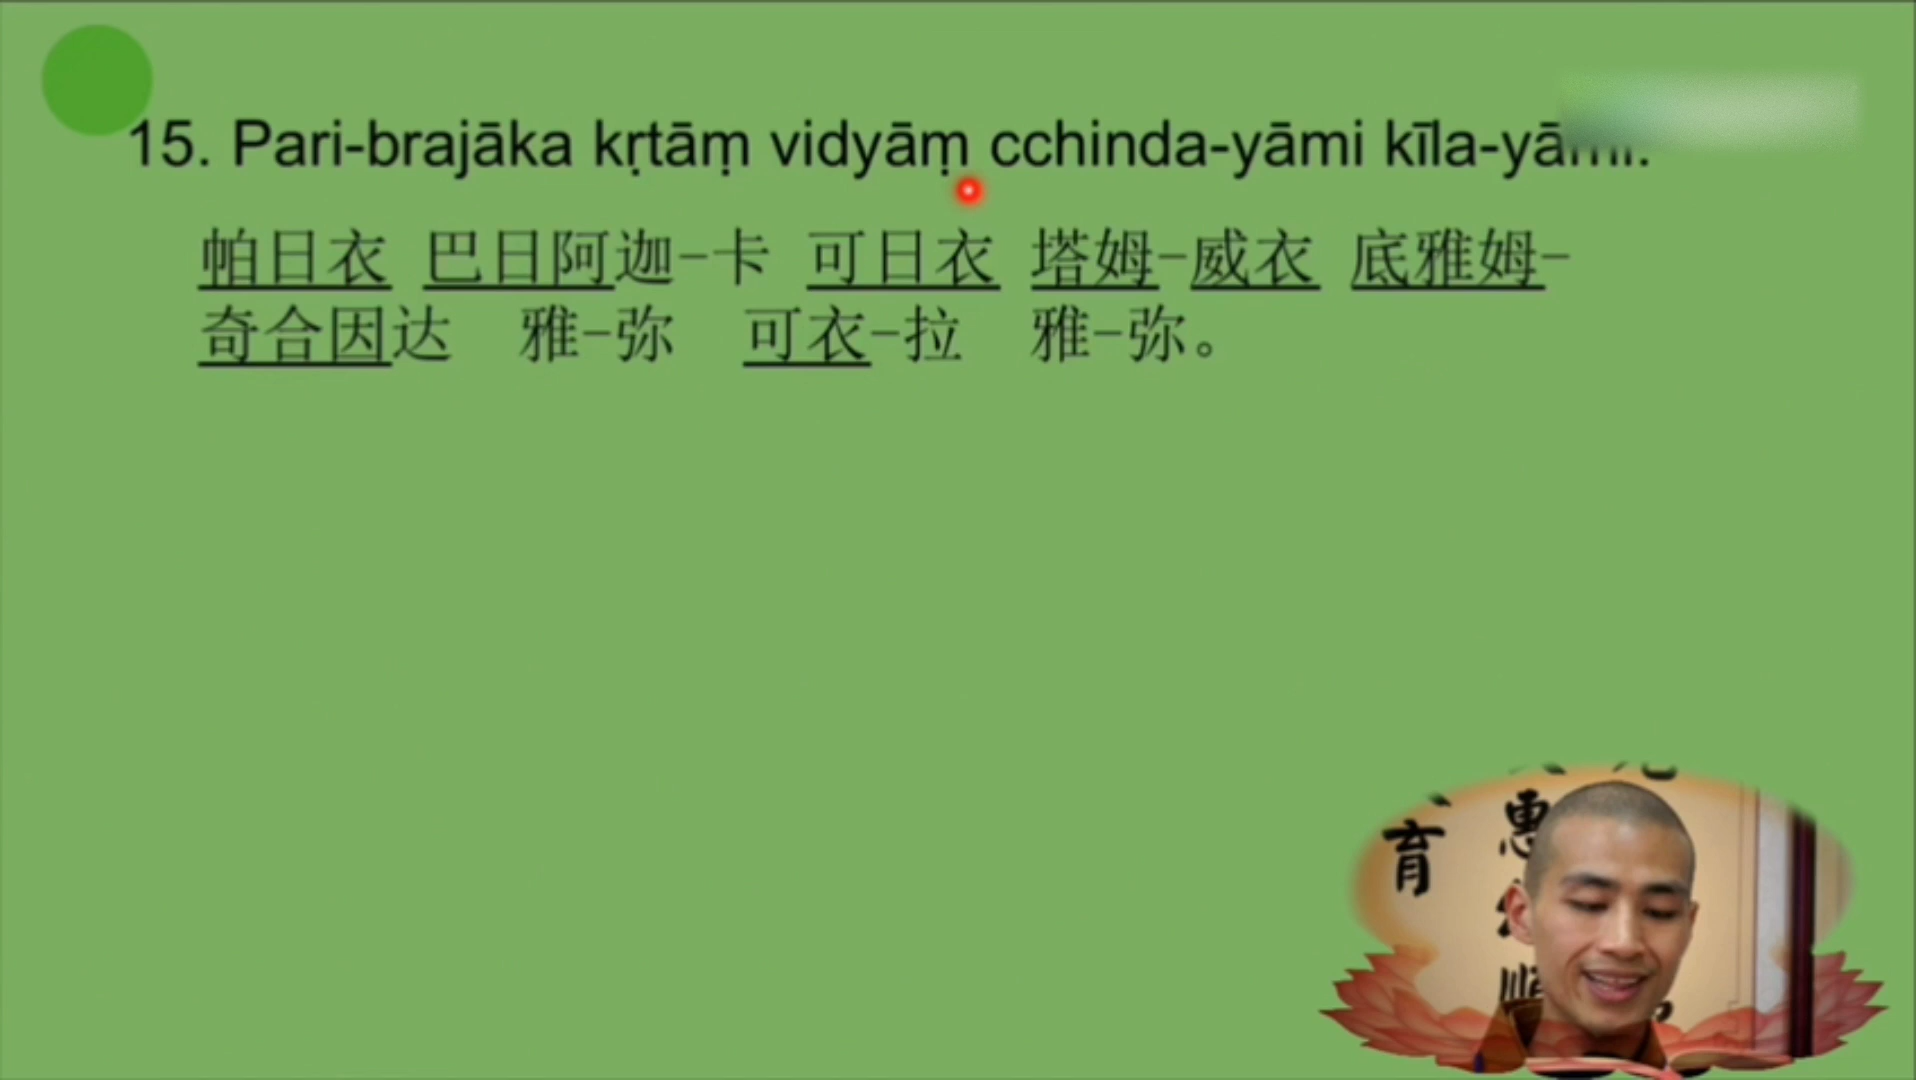 15. Pari-brajāka kṛtāṃ vidyāṃ cchinda-yāmi kīla-yāmi.
帕日衣 巴日阿迦-卡 可日衣 塔姆-威衣 底雅姆-
奇合因达 雅-弥 可衣-拉 雅-弥。
育